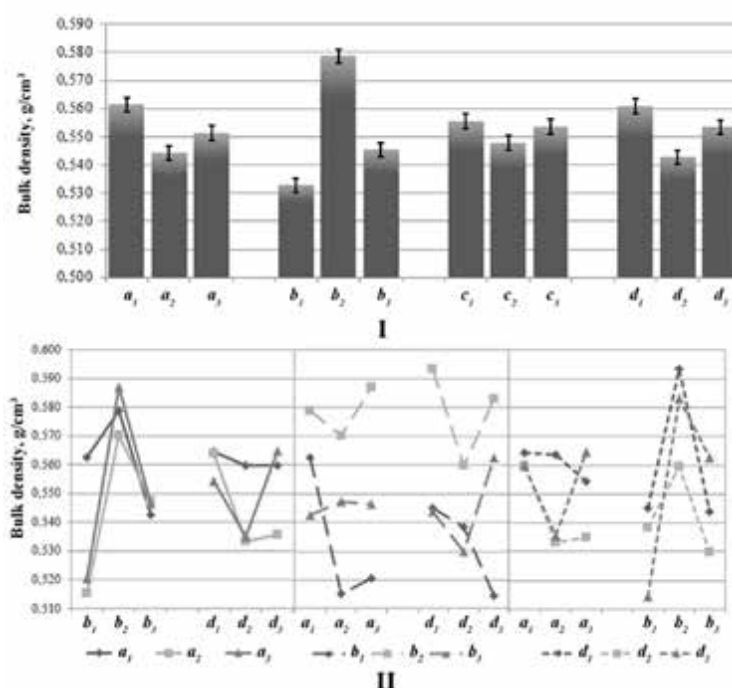 Bulk density, g/cm³
0.590
0.580
0.570
0.560
0.550
0.540
0.530
0.520
0.510
0.500
a₁ a₂ a₃ b₁ b₂ b₃ c₁ c₂ c₃ d₁ d₂ d₃
I
Bulk density, g/cm³
0.600
0.590
0.580
0.570
0.560
0.550
0.540
0.530
0.520
0.510
b₁ b₂ b₃ d₁ d₂ d₃ a₁ a₂ a₃ d₁ d₂ d₃ a₁ a₂ a₃ b₁ b₂ b₃
a₁ a₂ a₃ b₁ b₂ b₃ d₁ d₂ d₃
II